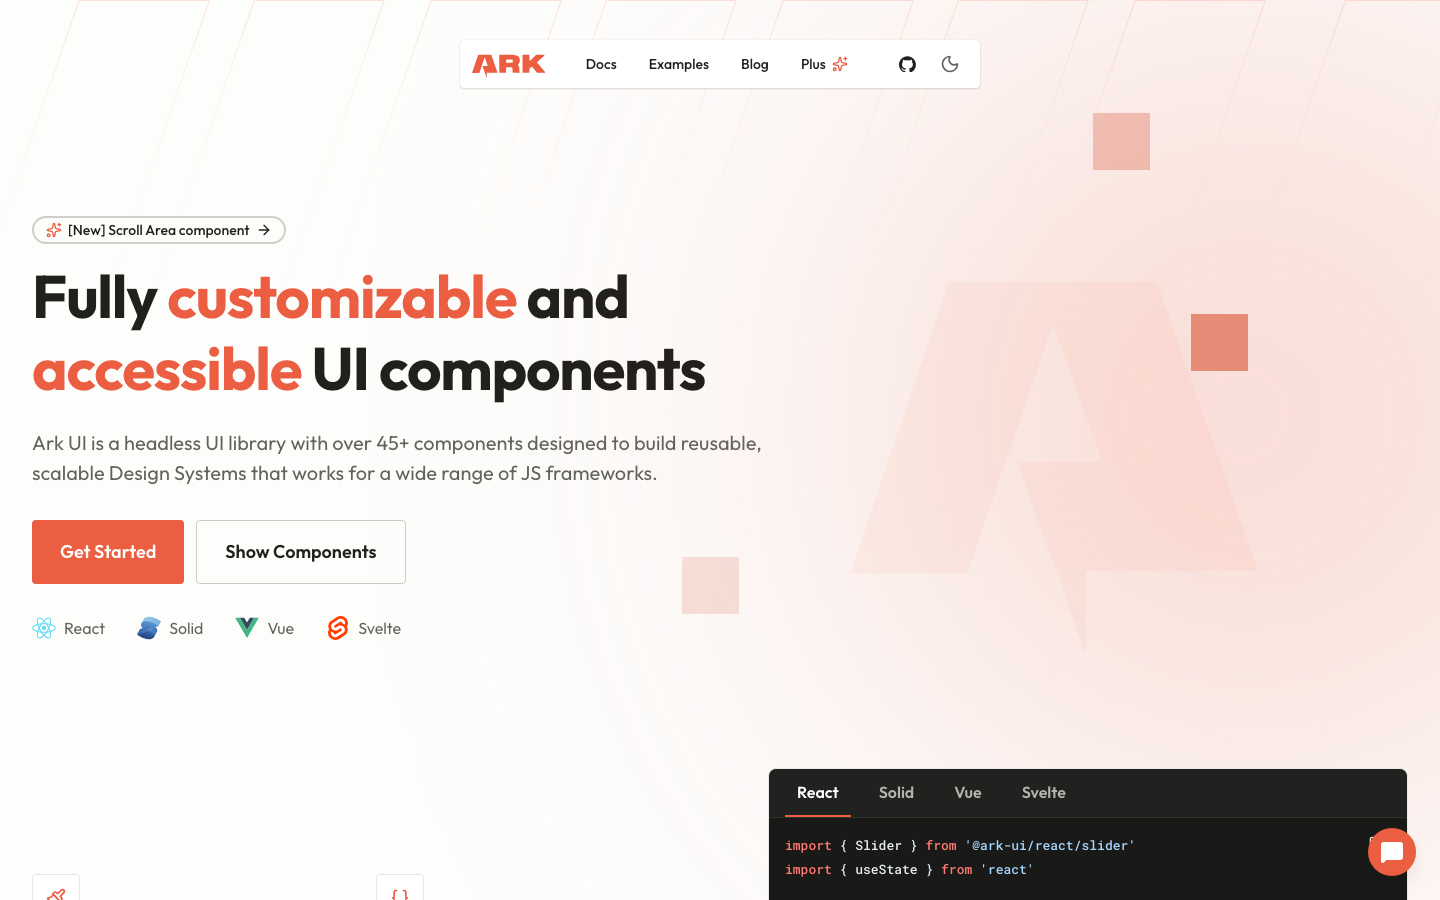 ARK
Docs
Examples
Blog
Plus
[New] Scroll Area component
Fully customizable and
accessible UI components
Ark UI is a headless UI library with over 45+ components designed to build reusable,
scalable Design Systems that works for a wide range of JS frameworks.
Get Started
Show Components
React
Solid
Vue
Svelte
React
Solid
Vue
Svelte
import { Slider } from '@ark-ui/react/slider'
import { useState } from 'react'